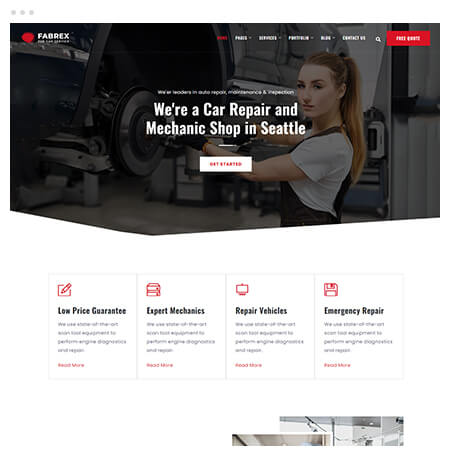 FABREX
FIX CAR SERVICE
HOME PAGES SERVICES PORTFOLIO BLOG CONTACT US FREE QUOTE
We'er leaders in auto repair, maintenance & inspection
We're a Car Repair and
Mechanic Shop in Seattle
GET STARTED
Low Price Guarantee
We use state-of-the-art
scan tool equipment to
perform engine diagnostics
and repair.
Read More
Expert Mechanics
We use state-of-the-art
scan tool equipment to
perform engine diagnostics
and repair.
Read More
Repair Vehicles
We use state-of-the-art
scan tool equipment to
perform engine diagnostics
and repair.
Read More
Emergency Repair
We use state-of-the-art
scan tool equipment to
perform engine diagnostics
and repair.
Read More